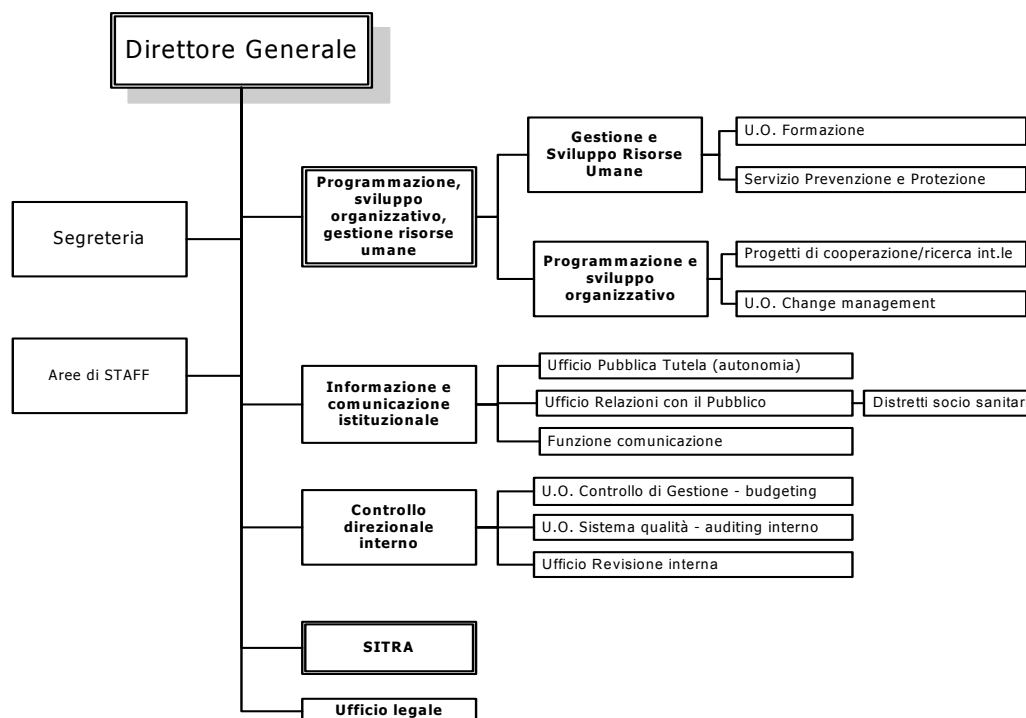 Direttore Generale
Segreteria
Aree di STAFF
Programmazione,
sviluppo
organizzativo,
gestione risorse
umane
Gestione e
Sviluppo Risorse
Umane
U.O. Formazione
Servizio Prevenzione e Protezione
Programmazione e
sviluppo
organizzativo
Progetti di cooperazione/ricerca int.le
U.O. Change management
Informazione e
comunicazione
istituzionale
Ufficio Pubblica Tutela (autonomia)
Ufficio Relazioni con il Pubblico
Distretti socio sanitar
Funzione comunicazione
Controllo
direzionale
interno
U.O. Controllo di Gestione - budgeting
U.O. Sistema qualità - auditing interno
Ufficio Revisione interna
SITRA
Ufficio legale